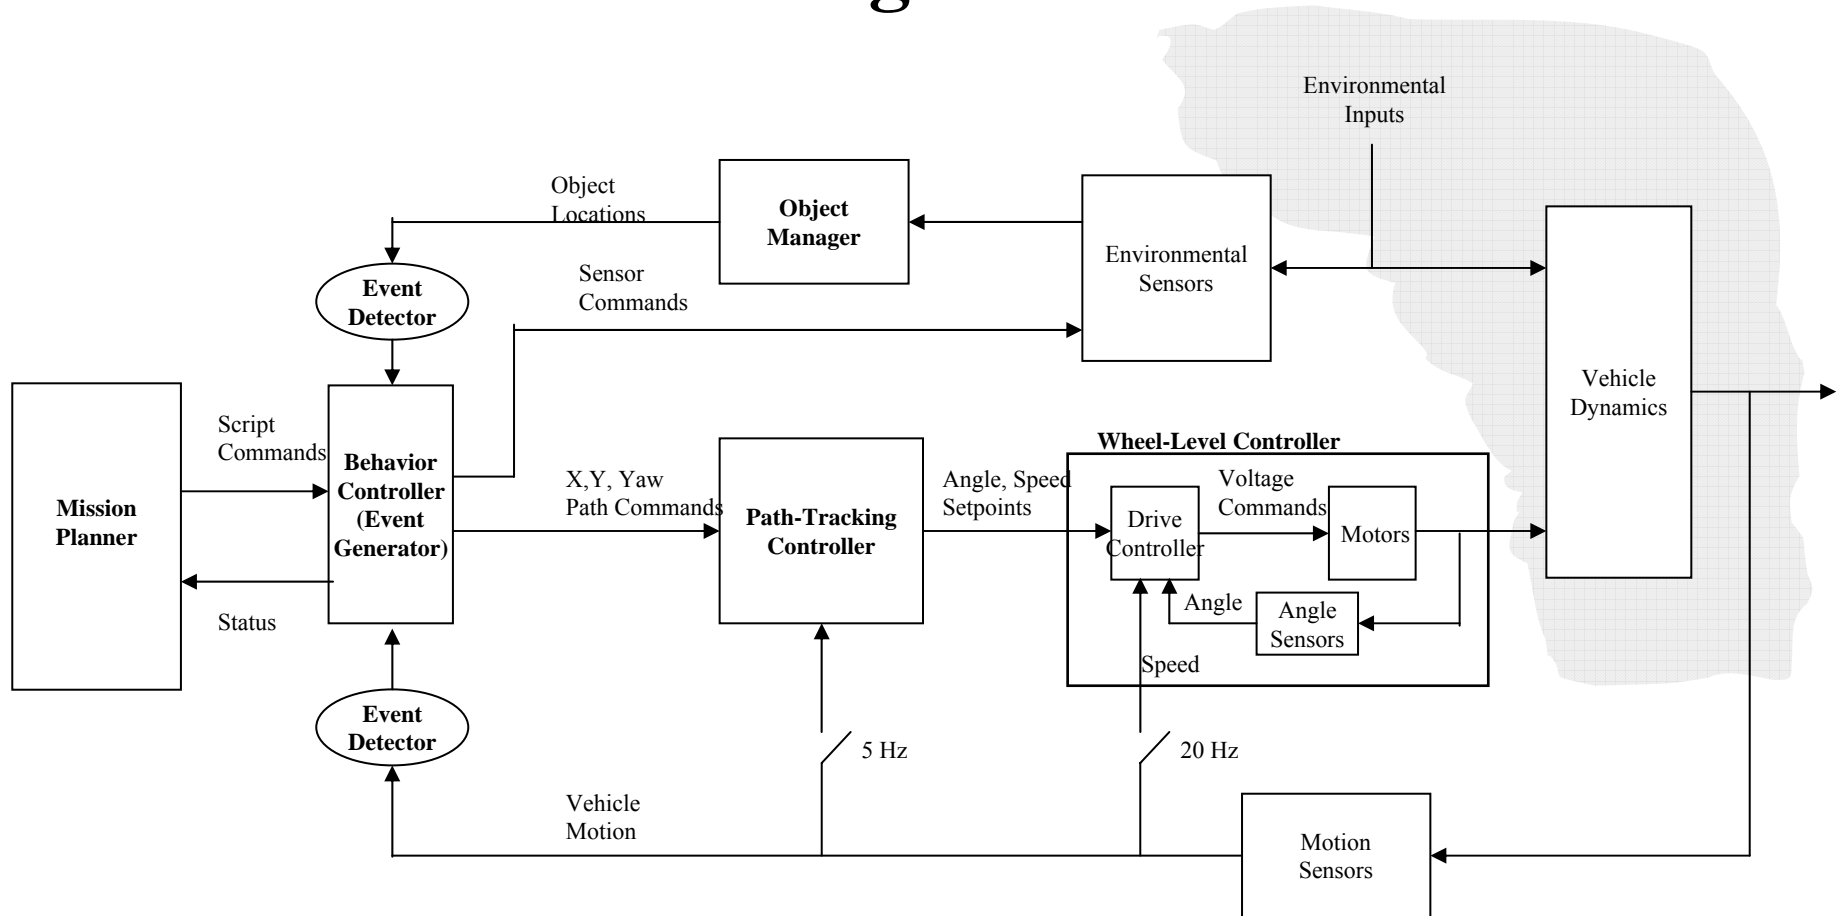 g
Environmental
Inputs
Object
Locations
Object
Manager
Environmental
Sensors
Sensor
Commands
Event
Detector
Vehicle
Dynamics
Script
Commands
Behavior
Controller
(Event
Generator)
Mission
Planner
Status
X,Y, Yaw
Path Commands
Path-Tracking
Controller
Angle, Speed
Setpoints
Wheel-Level Controller
Drive
Controller
Voltage
Commands
Motors
Angle
Angle
Sensors
Speed
Event
Detector
5 Hz
20 Hz
Vehicle
Motion
Motion
Sensors